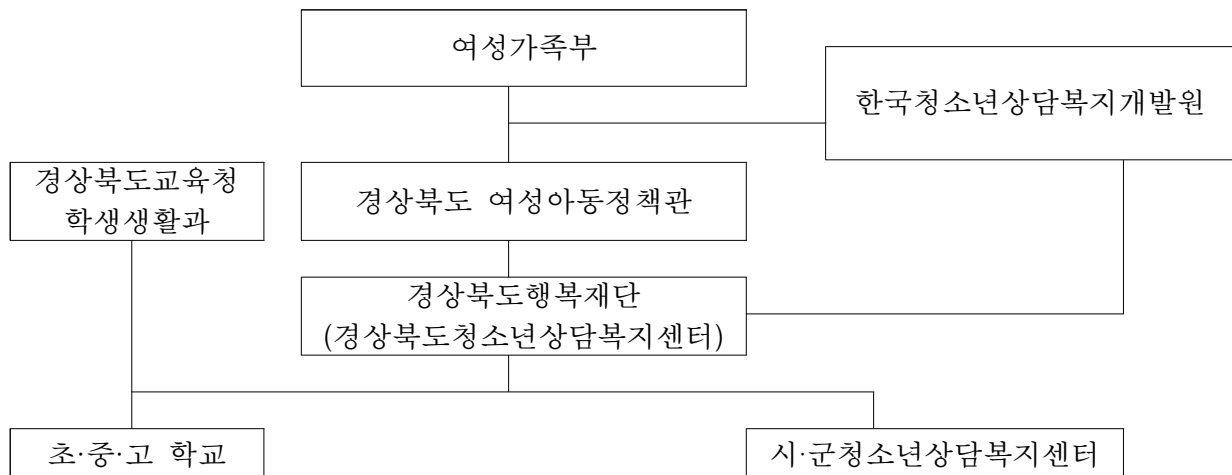 여성가족부
한국청소년상담복지개발원
경상북도교육청
학생생활과
경상북도 여성아동정책관
경상북도행복재단
(경상북도청소년상담복지센터)
초·중·고 학교
시·군청소년상담복지센터